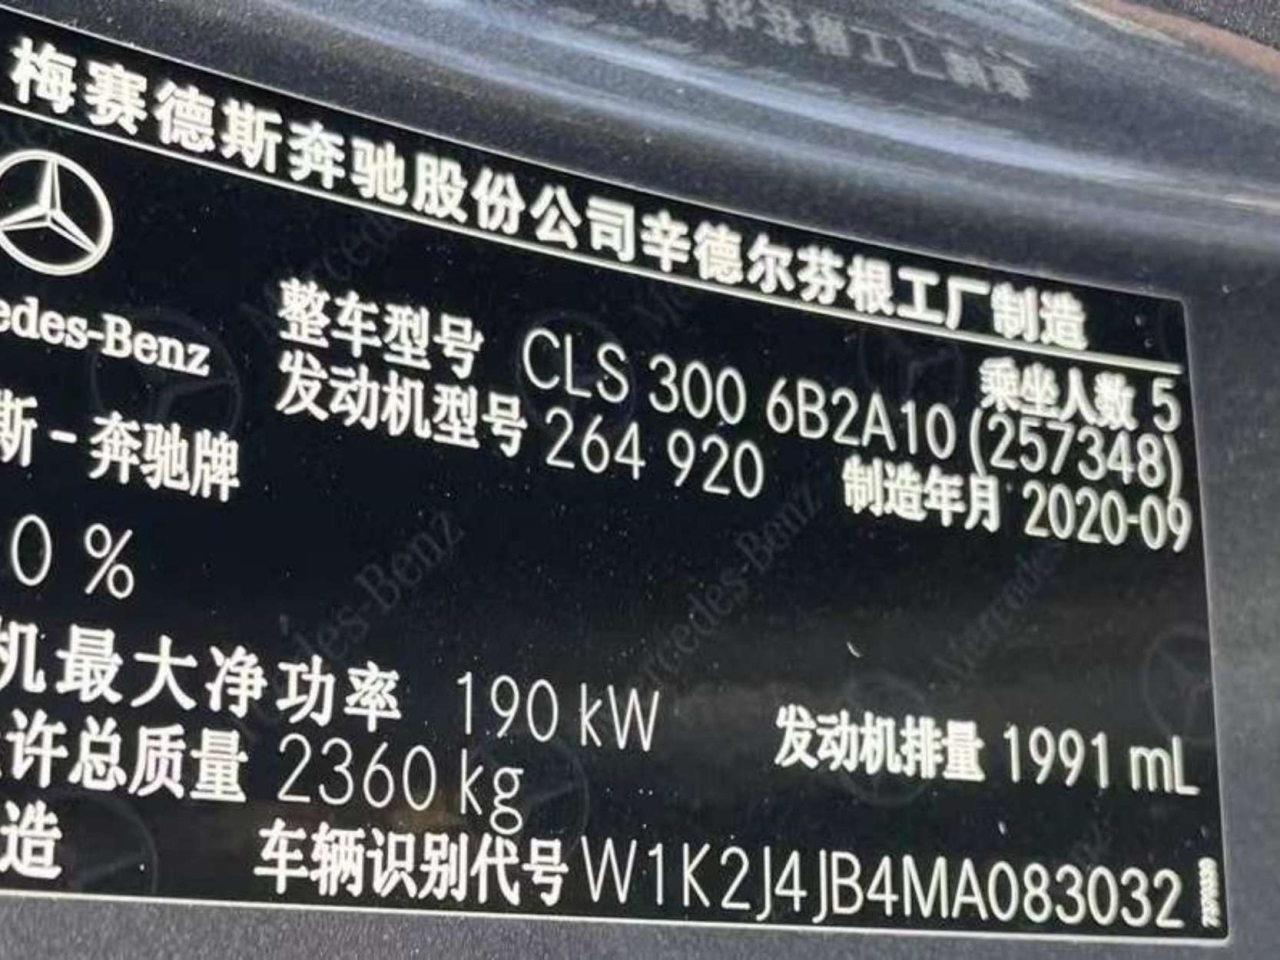 梅赛德斯奔驰股份公司辛德尔芬根工厂制造
edes-Benz
整车型号 CLS 300 6B2A10 (257348)
乘坐人数 5
斯-奔驰牌
发动机型号 264 920
制造年月 2020-09
0 %
机最大净功率 190 kW
发动机排量 1991 mL
许总质量 2360 kg
造
车辆识别代号 W1K2J4JB4MA083032